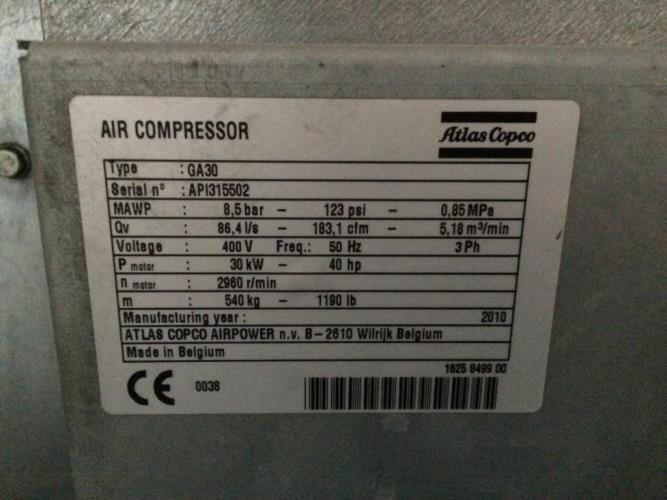 AIR COMPRESSOR
Atlas Copco
Type : GA30
Serial nº : API315502
MAWP : 8,5 bar – 123 psi – 0,85 MPa
Qv : 86,4 l/s – 183,1 cfm – 5,18 m³/min
Voltage : 400 V Freq.: 50 Hz 3 Ph
P motor : 30 kW – 40 hp
n motor : 2960 r/min
m : 540 kg – 1190 lb
Manufacturing year : 2010
ATLAS COPCO AIRPOWER n.v. B–2610 Wilrijk Belgium
Made in Belgium
1625 8499 00
CE 0038